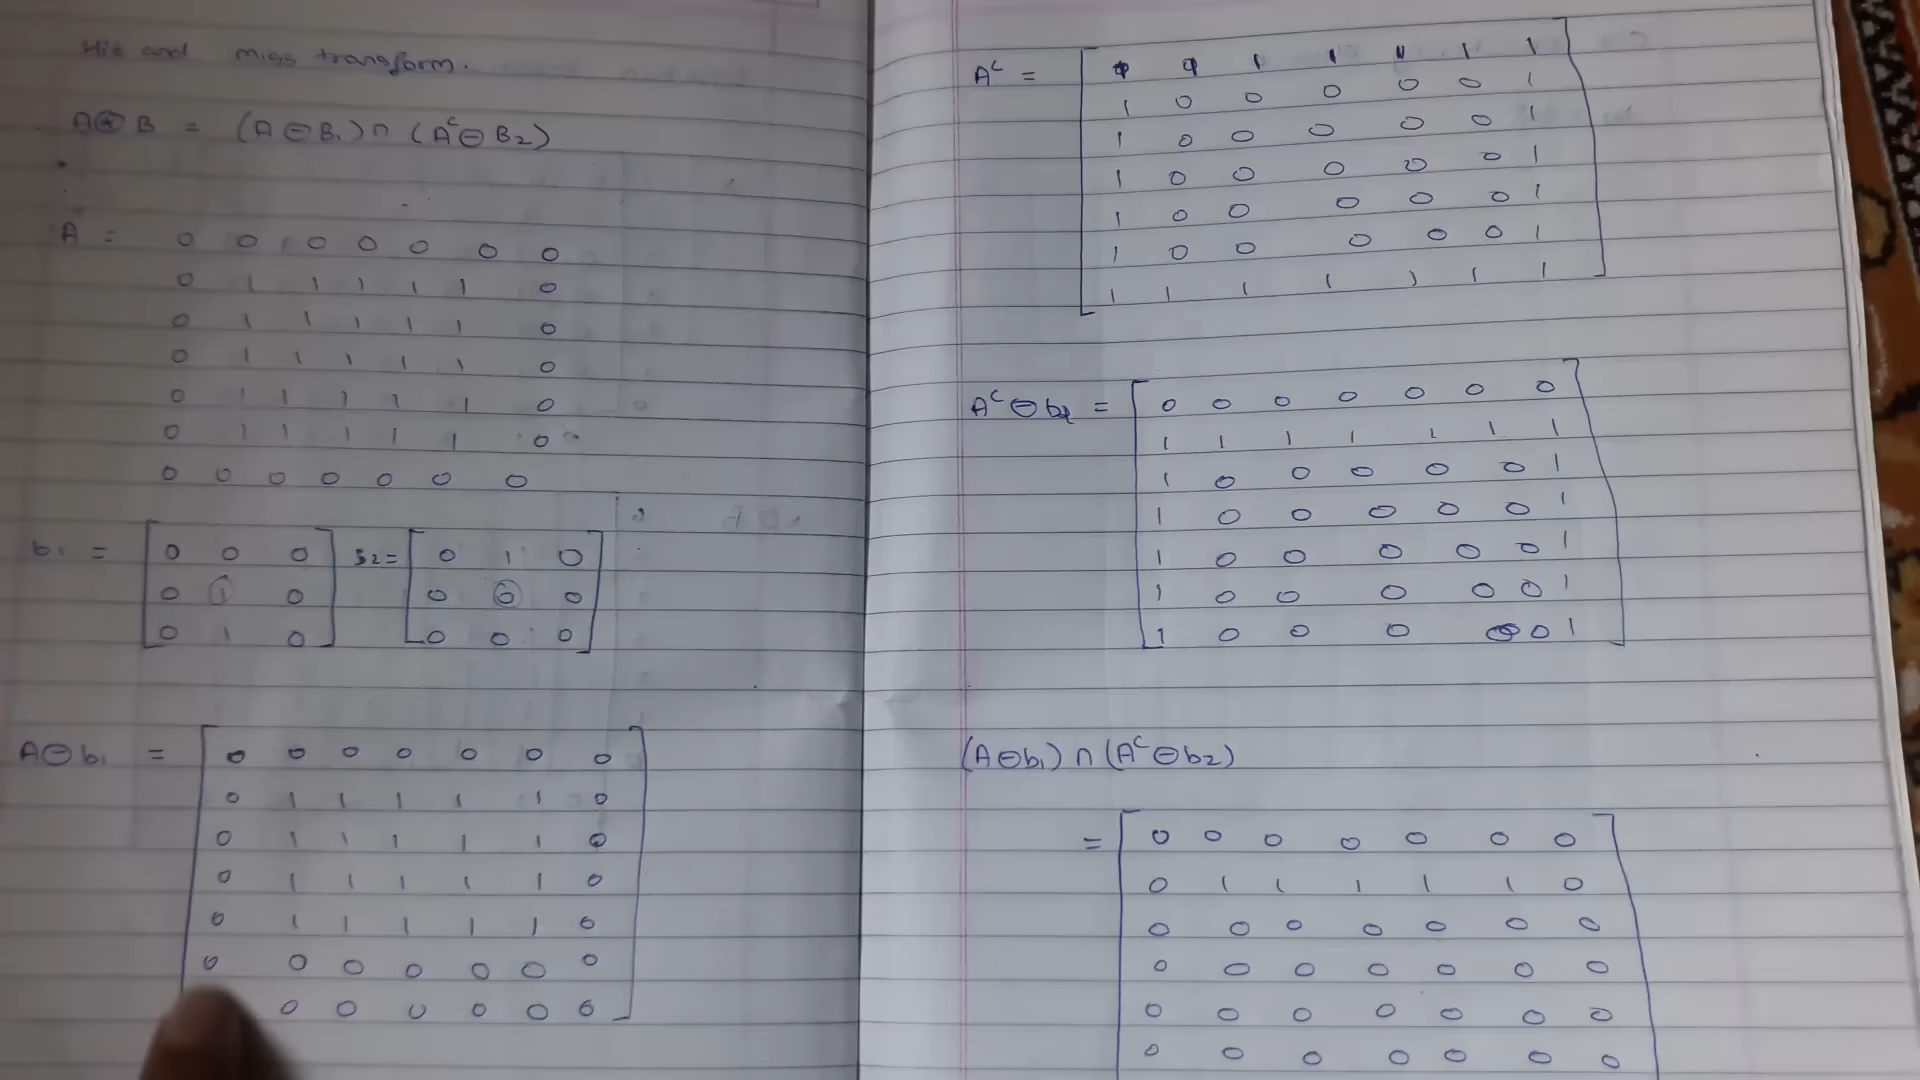 Hit and miss transform.
A⊛B = (A⊖B₁)∩(Aᶜ⊖B₂)
A = 0 0 0 0 0 0 0
0 1 1 1 1 1 0
0 1 1 1 1 1 0
0 1 1 1 1 1 0
0 1 1 1 1 1 0
0 1 1 1 1 1 0
0 0 0 0 0 0 0
b₁ = [0 0 0
0 1 0
0 1 0]
B₂ = [0 1 0
0 0 0
0 0 0]
A⊖b₁ = [0 0 0 0 0 0 0
0 1 1 1 1 1 0
0 1 1 1 1 1 0
0 1 1 1 1 1 0
0 1 1 1 1 1 0
0 0 0 0 0 0 0
0 0 0 0 0 0]
Aᶜ = [1 1 1 1 1 1 1
1 0 0 0 0 0 1
1 0 0 0 0 0 1
1 0 0 0 0 0 1
1 0 0 0 0 0 1
1 0 0 0 0 0 1
1 1 1 1 1 1 1]
Aᶜ⊖b₂ = [0 0 0 0 0 0 0
1 1 1 1 1 1 1
1 0 0 0 0 0 1
1 0 0 0 0 0 1
1 0 0 0 0 0 1
1 0 0 0 0 0 1
1 0 0 0 0 0 1]
(A⊖b₁)∩(Aᶜ⊖b₂)
= [0 0 0 0 0 0 0
0 1 1 1 1 1 0
0 0 0 0 0 0 0
0 0 0 0 0 0 0
0 0 0 0 0 0 0
0 0 0 0 0 0 0